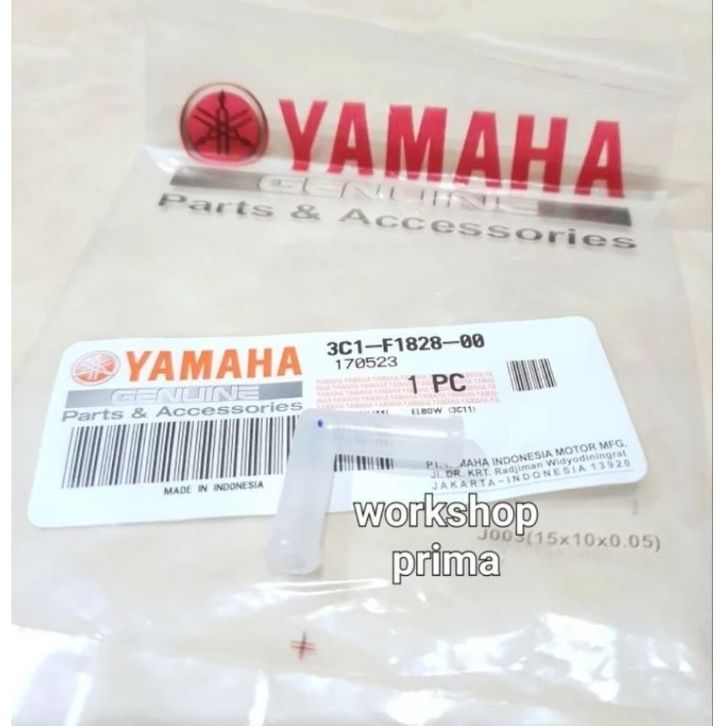 YAMAHA
GENUINE
Parts & Accessories
YAMAHA
GENUINE
Parts & Accessories
3C1-F1828-00
170523
1 PC
ELBOW (3C11)
MADE IN INDONESIA
PT. YAMAHA INDONESIA MOTOR MFG.
JL. DR. KRT. Radjiman Widyodiningrat
JAKARTA-INDONESIA 13920
workshop
prima
J003(15x10x0.05)